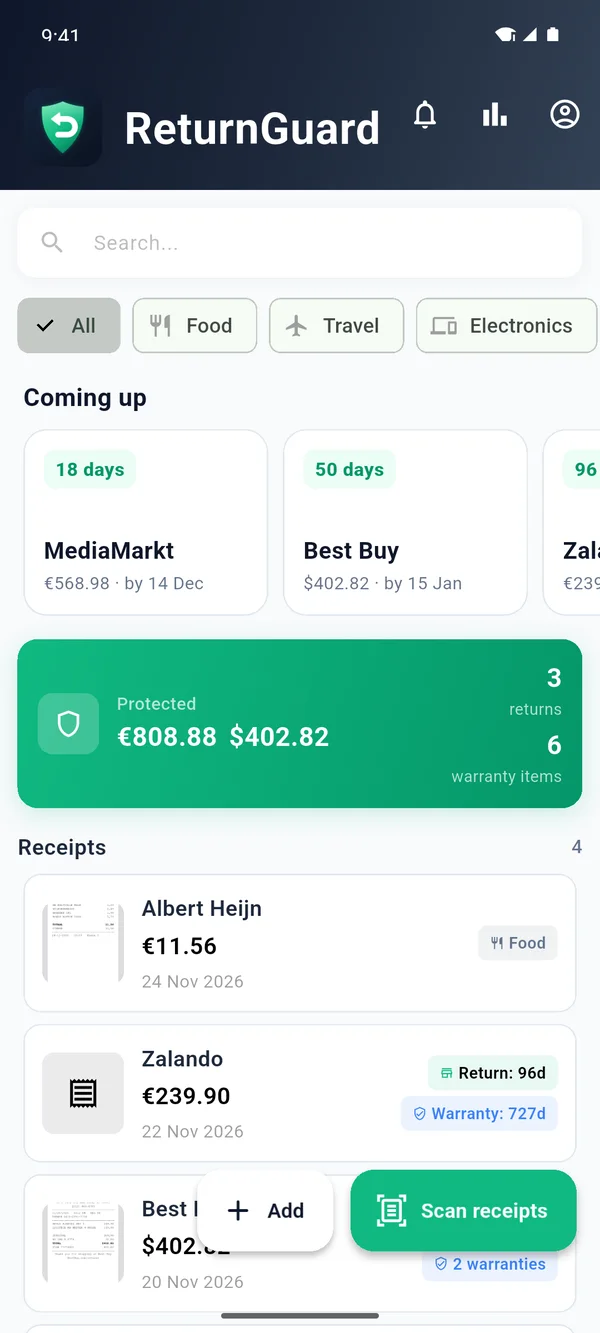 9:41
ReturnGuard
Search...
All
Food
Travel
Electronics
Coming up
18 days
50 days
96
MediaMarkt
Best Buy
€568.98 · by 14 Dec
$402.82 · by 15 Jan
€239
Protected
€808.88 $402.82
3
returns
6
warranty items
Receipts
4
Albert Heijn
€11.56
24 Nov 2026
Food
Zalando
€239.90
22 Nov 2026
Return: 96d
Warranty: 727d
Best
20 Nov 2026
2 warranties
Add
Scan receipts